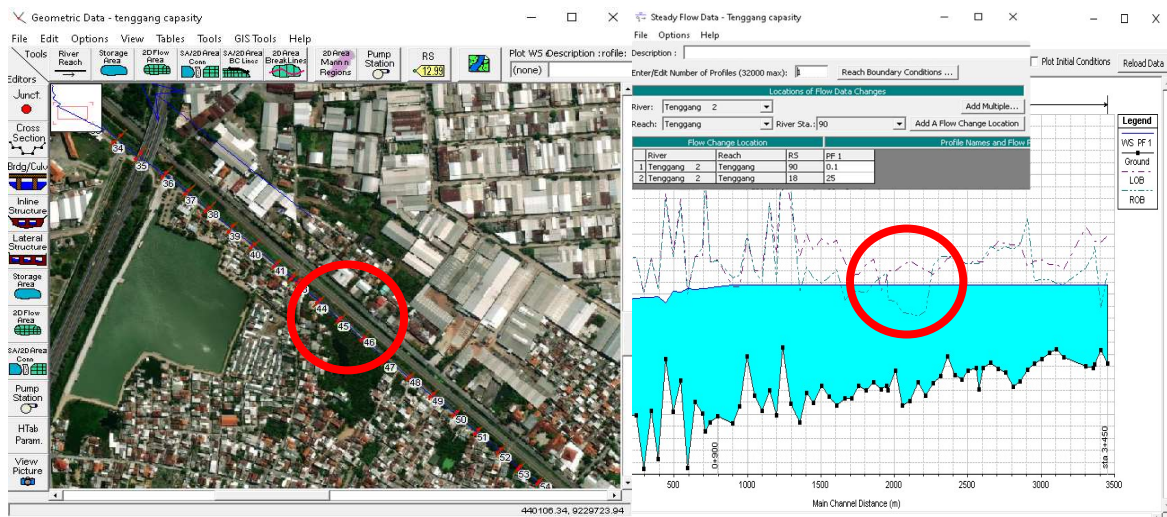 Geometric Data - tenggang capasity
File Edit Options View Tables Tools GIS Tools Help
Tools
River Reach
Storage Area
2D Flow Area
SA/2D Area Conn
SA/2D Area BC Lines
2D Area BreakLines
2D Area Mann n Regions
Pump Station
RS
12.99
Plot WS e
Description :
rofile:
(none)
Editors
Junct.
Cross Section
Brdg/Culv
Inline Structure
Lateral Structure
Storage Area
2D Flow Area
SA/2D Area Conn
Pump Station
HTab Param.
View Picture
34
35
36
37
38
39
40
41
44
45
46
47
48
49
50
51
52
53
54
440106.34, 9229723.94
Steady Flow Data - Tenggang capasity
File Options Help
Description :
Enter/Edit Number of Profiles (32000 max): 1 Reach Boundary Conditions ...
Locations of Flow Data Changes
River: Tenggang 2 Add Multiple...
Reach: Tenggang River Sta.: 90 Add A Flow Change Location
Flow Change Location Profile Names and Flow R
River Reach RS PF 1
1 Tenggang 2 Tenggang 90 0.1
2 Tenggang 2 Tenggang 18 25
Plot Initial Conditions Reload Data
Legend
WS PF 1
Ground
LOB
ROB
0+900
sta 3+450
500 1000 1500 2000 2500 3000 3500
Main Channel Distance (m)